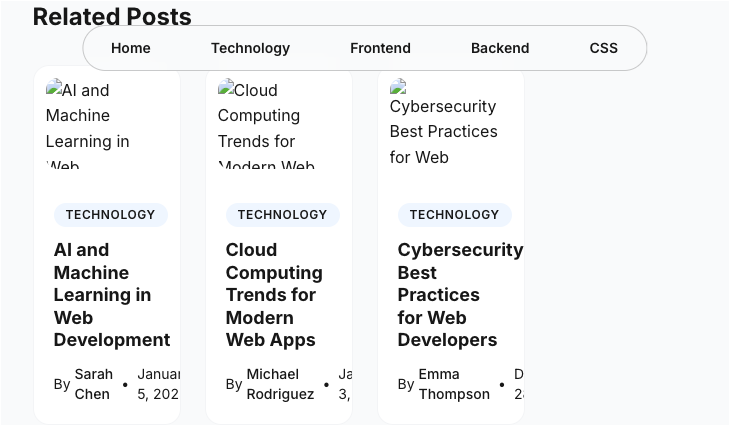 Related Posts
Home Technology Frontend Backend CSS
AI and
Machine
Learning in
Web
TECHNOLOGY
AI and
Machine
Learning in
Web
Development
By Sarah
Chen
•
5, 202
Cloud
Computing
Trends for
Modern Web
TECHNOLOGY
Cloud
Computing
Trends for
Modern
Web Apps
By Michael
Rodriguez
•
3,
Cybersecurity
Best Practices
for Web
TECHNOLOGY
Cybersecurity
Best
Practices
for Web
Developers
By Emma
Thompson
•